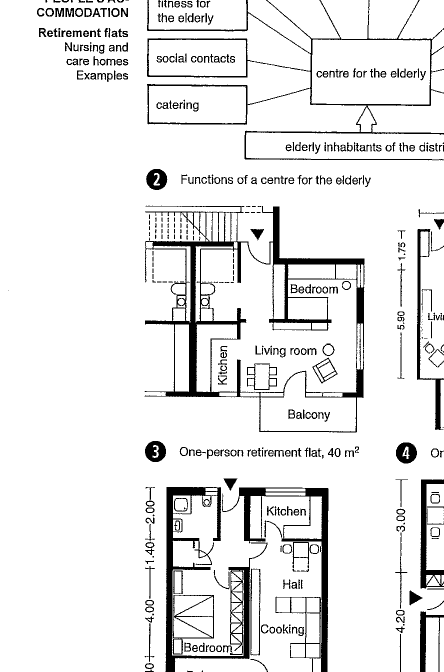 COMMODATION
Retirement flats
Nursing and
care homes
Examples
fitness for
the elderly
social contacts
catering
centre for the elderly
elderly inhabitants of the
2 Functions of a centre for the elderly
Bedroom
Living room
Kitchen
Balcony
1.75
5.90
3 One-person retirement flat, 40 m²
4
2.00
1.40
4.00
Kitchen
Hall
Cooking
Bedroom
3.00
4.20